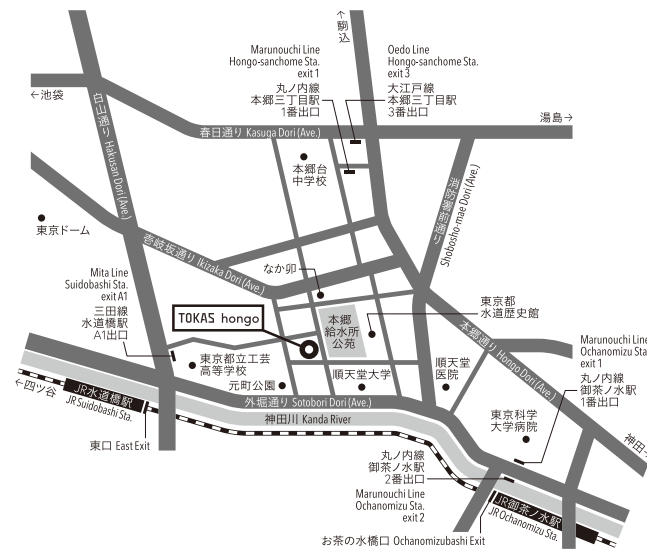 ←駒込
Marunouchi Line
Hongo-sanchome Sta.
exit 1
丸ノ内線
本郷三丁目駅
1番出口
Oedo Line
Hongo-sanchome Sta.
exit 3
大江戸線
本郷三丁目駅
3番出口
←池袋
湯島→
白山通り Hakusan Dori (Ave.)
春日通り Kasuga Dori (Ave.)
本郷台
中学校
消防署前通り
Shobosho-mae Dori (Ave.)
東京ドーム
壱岐坂通り Ikizaka Dori (Ave.)
なか卯
Mita Line
Suidobashi Sta.
exit A1
三田線
水道橋駅
A1出口
TOKAS hongo
本郷
給水所
公苑
東京都
水道歴史館
本郷通り Hongo Dori (Ave.)
Marunouchi Line
Ochanomizu Sta.
exit 1
丸ノ内線
御茶ノ水駅
1番出口
東京都立工芸
高等学校
元町公園
順天堂大学
順天堂
医院
←四ツ谷
JR水道橋駅
JR Suidobashi Sta.
外堀通り Sotobori Dori (Ave.)
神田川 Kanda River
東京科学
大学病院
東口 East Exit
丸ノ内線
御茶ノ水駅
2番出口
Marunouchi Line
Ochanomizu Sta.
exit 2
JR御茶ノ水駅
JR Ochanomizu Sta.
お茶の水橋口 Ochanomizubashi Exit
神田